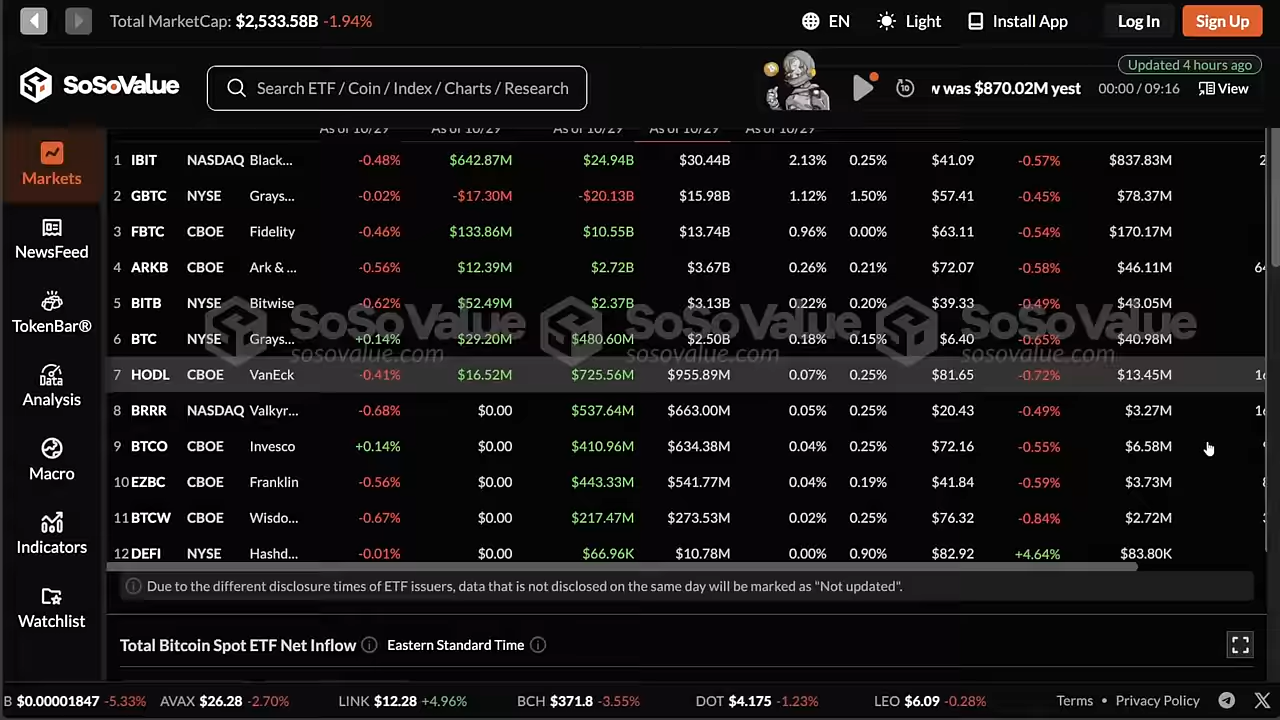 Total MarketCap: $2,533.58B -1.94% EN Light Install App Log In Sign Up
SoSoValue Search ETF / Coin / Index / Charts / Research w was $870.02M yest 00:00 / 09:16 View
Updated 4 hours ago
As of 10/29 As of 10/29 As of 10/29 As of 10/29 As of 10/29
1 IBIT NASDAQ Black... -0.48% $642.87M $24.94B $30.44B 2.13% 0.25% $41.09 -0.57% $837.83M 2
2 GBTC NYSE Grays... -0.02% -$17.30M -$20.13B $15.98B 1.12% 1.50% $57.41 -0.45% $78.37M
3 FBTC CBOE Fidelity -0.46% $133.86M $10.55B $13.74B 0.96% 0.00% $63.11 -0.54% $170.17M
4 ARKB CBOE Ark & ... -0.56% $12.39M $2.72B $3.67B 0.26% 0.21% $72.07 -0.58% $46.11M 64
5 BITB NYSE Bitwise -0.62% $52.49M $2.37B $3.13B 0.22% 0.20% $39.33 -0.49% $43.05M
6 BTC NYSE Grays... +0.14% $29.20M $480.60M $2.50B 0.18% 0.15% $6.40 -0.65% $40.98M
7 HODL CBOE VanEck -0.41% $16.52M $725.56M $955.89M 0.07% 0.25% $81.65 -0.72% $13.45M 16
8 BRRR NASDAQ Valkyr... -0.68% $0.00 $537.64M $663.00M 0.05% 0.25% $20.43 -0.49% $3.27M 16
9 BTCO CBOE Invesco +0.14% $0.00 $410.96M $634.38M 0.04% 0.25% $72.16 -0.55% $6.58M
10 EZBC CBOE Franklin -0.56% $0.00 $443.33M $541.77M 0.04% 0.19% $41.84 -0.59% $3.73M
11 BTCW CBOE Wisdo... -0.67% $0.00 $217.47M $273.53M 0.02% 0.25% $76.32 -0.84% $2.72M
12 DEFI NYSE Hashd... -0.01% $0.00 $66.96K $10.78M 0.00% 0.90% $82.92 +4.64% $83.80K
SoSoValue SoSoValue SoSoValue
sosovalue.com sosovalue.com sosovalue.com
Due to the different disclosure times of ETF issuers, data that is not disclosed on the same day will be marked as "Not updated".
Total Bitcoin Spot ETF Net Inflow Eastern Standard Time
Markets
NewsFeed
TokenBar®
Data
Analysis
Macro
Indicators
Watchlist
B $0.00001847 -5.33% AVAX $26.28 -2.70% LINK $12.28 +4.96% BCH $371.8 -3.55% DOT $4.175 -1.23% LEO $6.09 -0.28% Terms • Privacy Policy